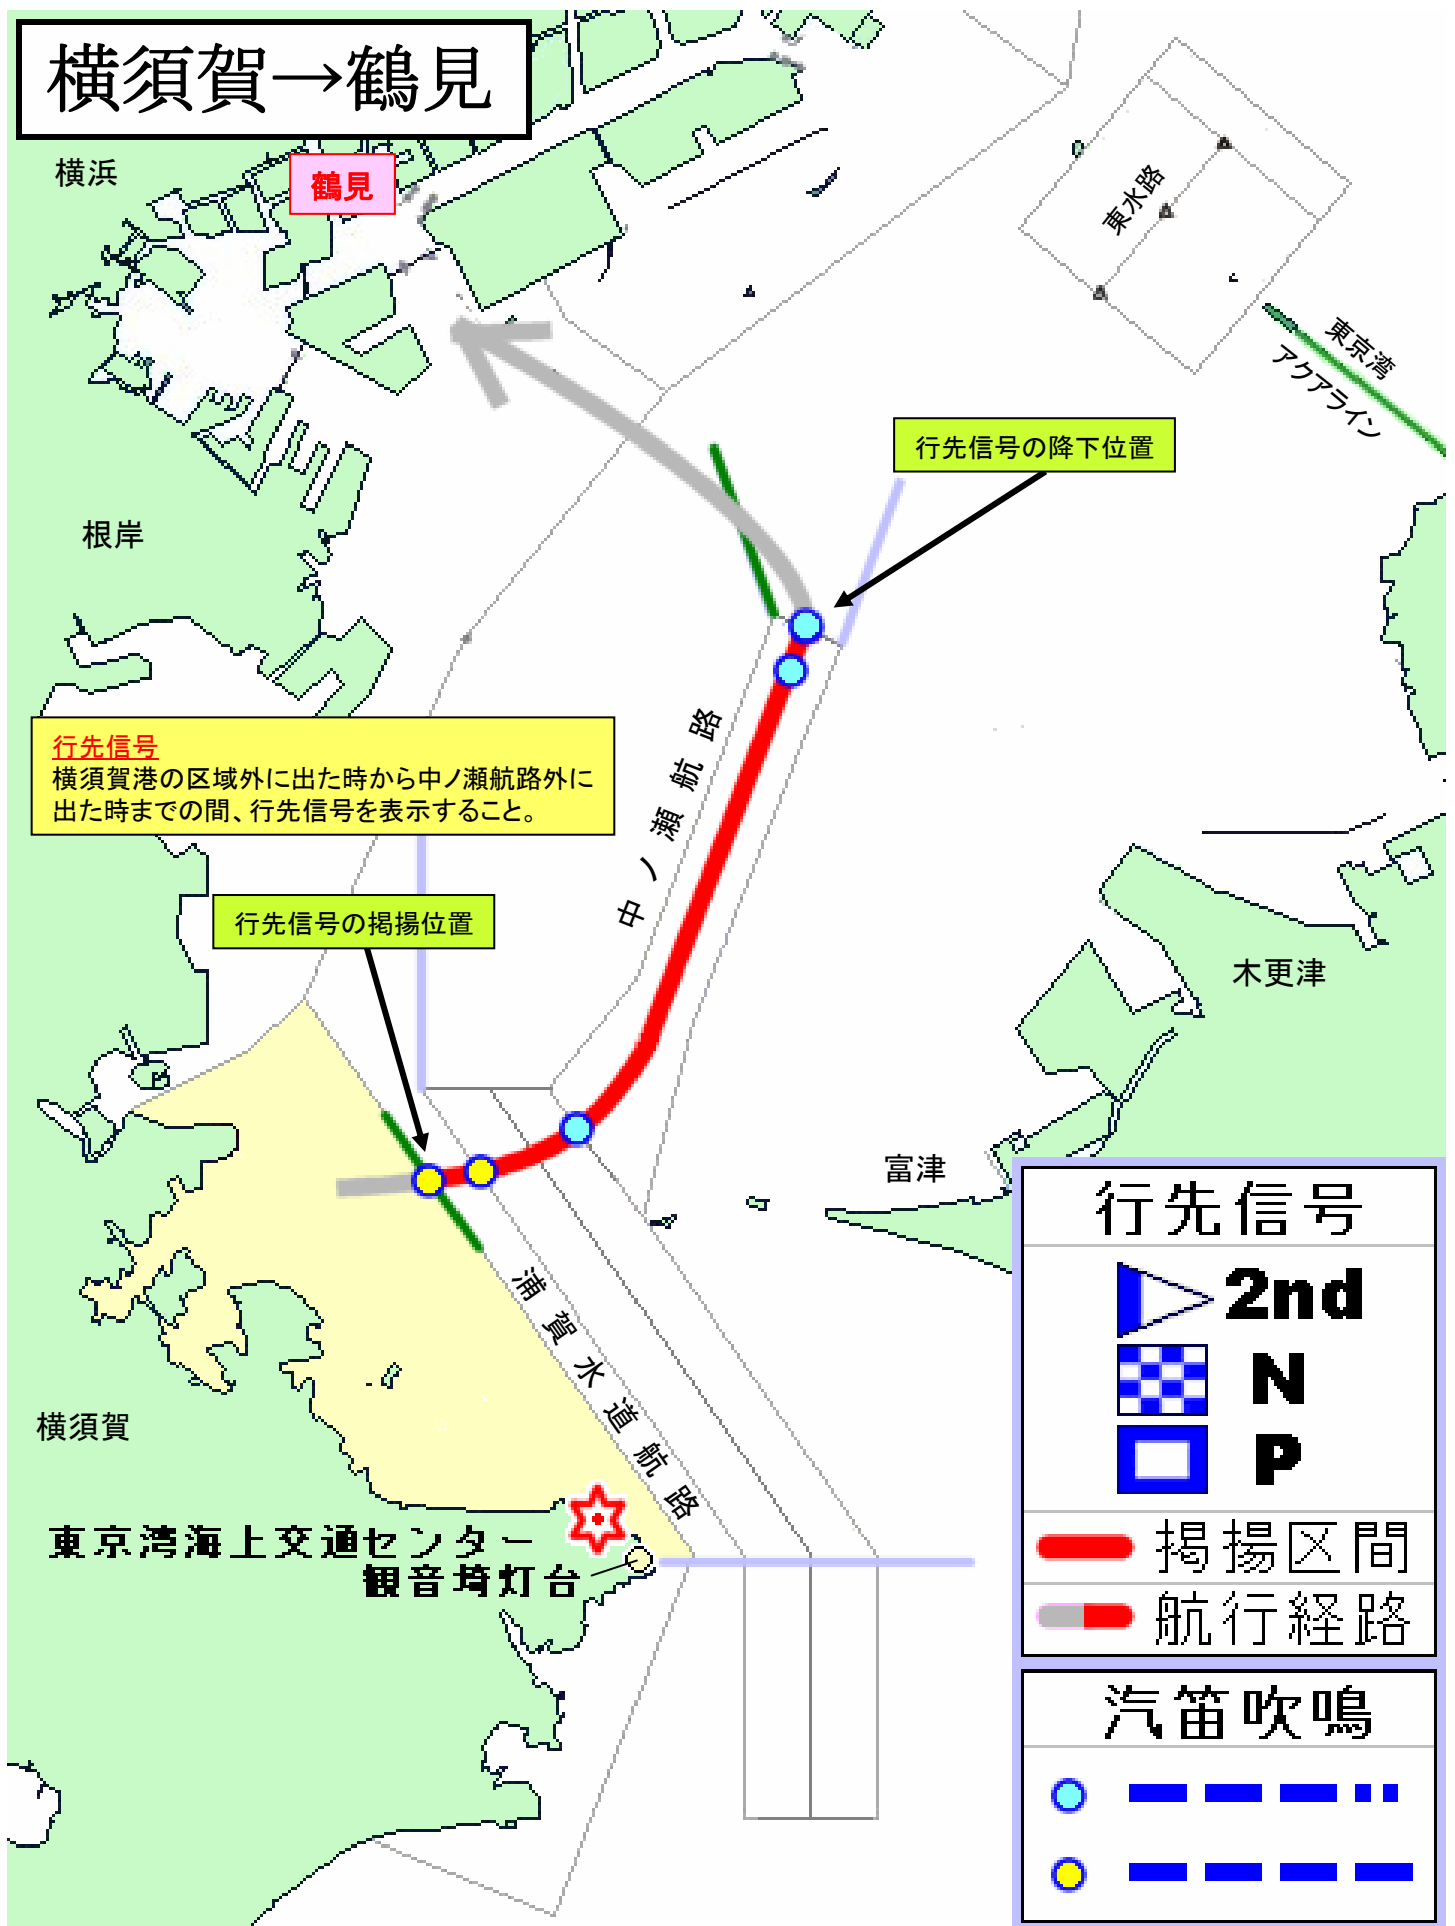 横須賀→鶴見
横浜
鶴見
東水路
東京湾
アクアライン
行先信号の降下位置
根岸
行先信号
横須賀港の区域外に出た時から中ノ瀬航路外に
出た時までの間、行先信号を表示すること。
中ノ瀬航路
行先信号の掲揚位置
木更津
富津
浦賀水道航路
横須賀
東京湾海上交通センター
観音埼灯台
行先信号
2nd
N
P
掲揚区間
航行経路
汽笛吹鳴